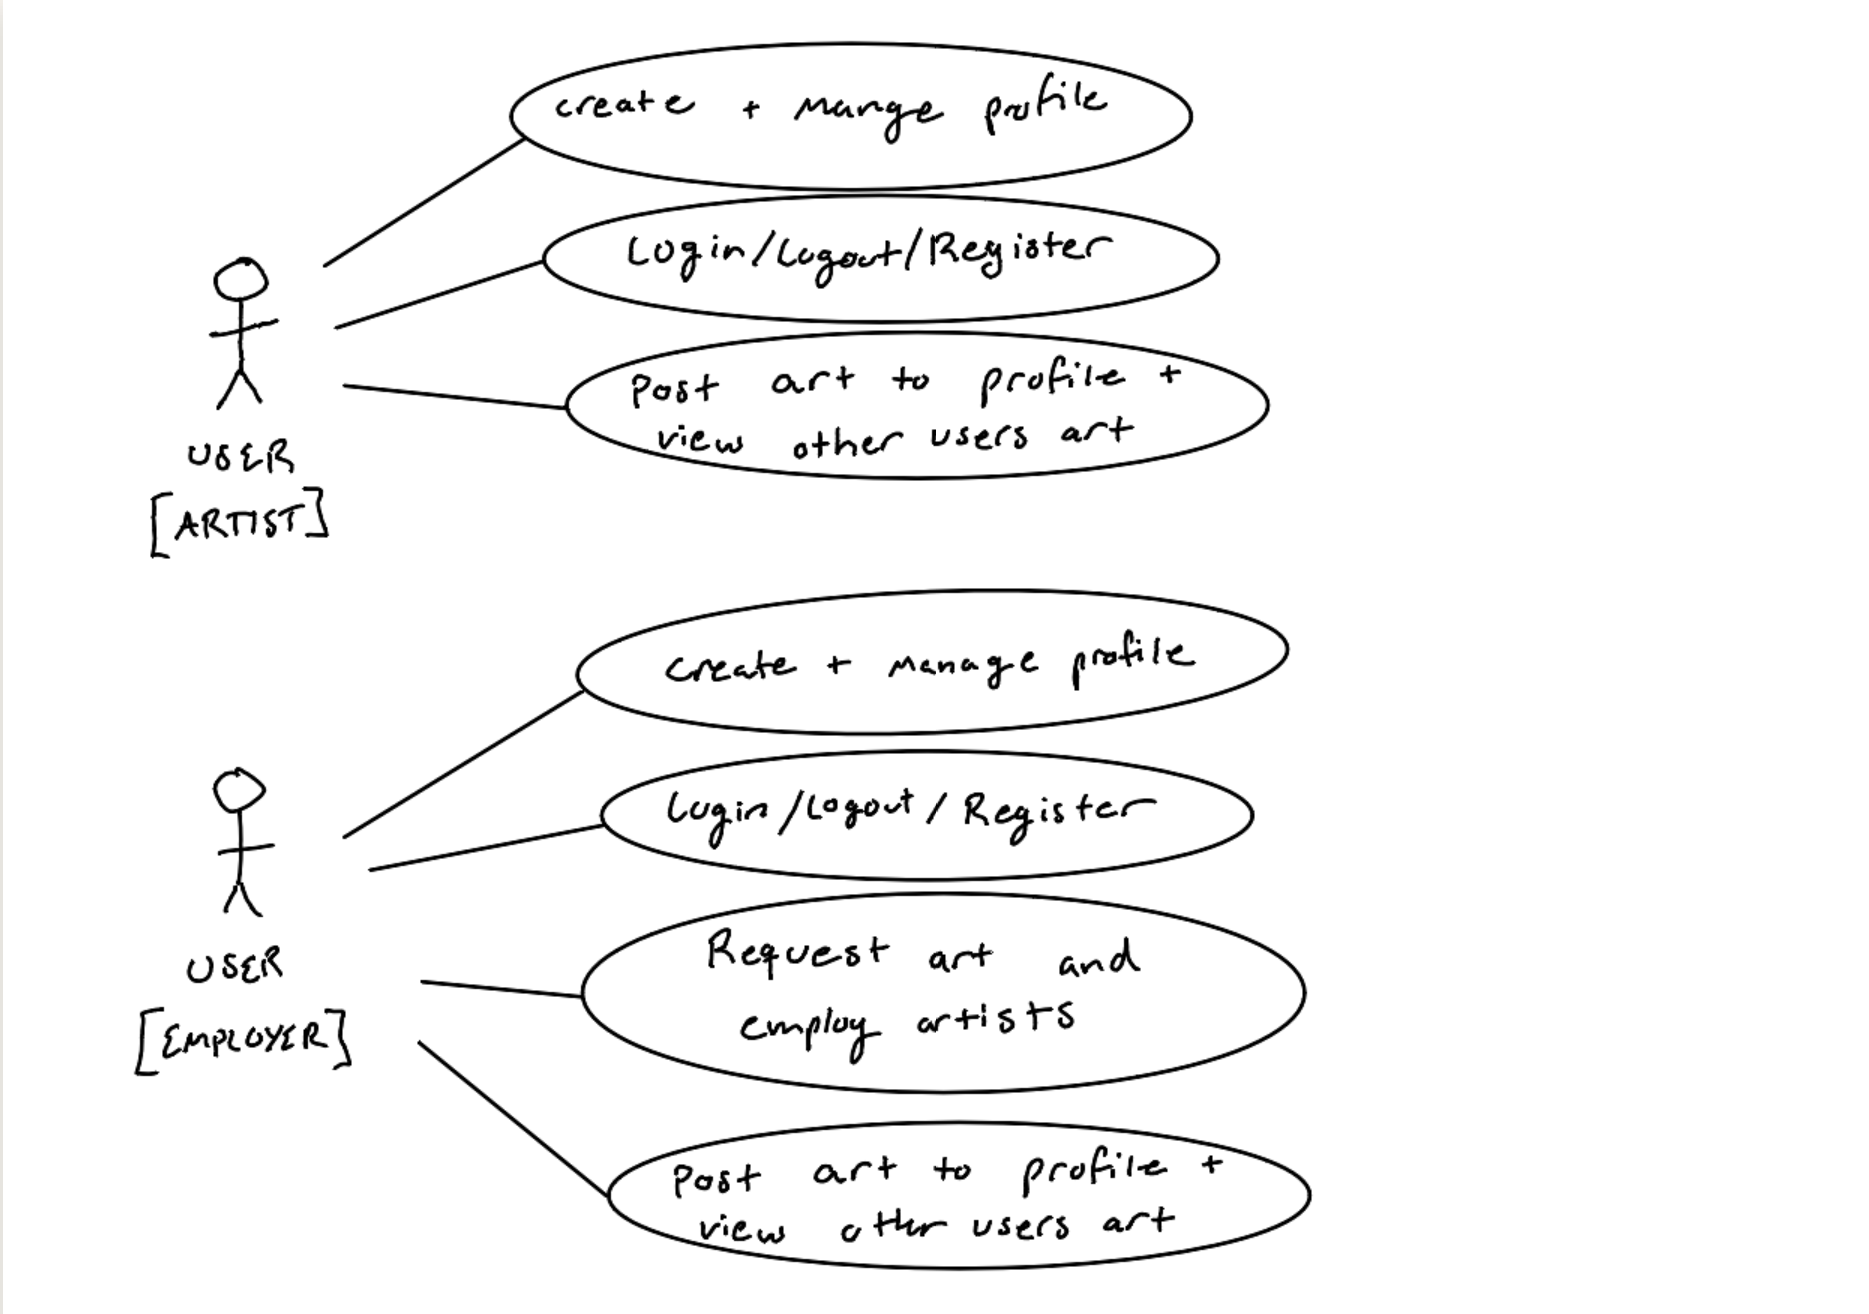 create + Mange profile
Login/Logout/Register
Post art to profile +
view other users art
USER
[ARTIST]
create + Manage profile
Login/Logout/Register
USER
[EMPLOYER]
Request art and
employ artists
Post art to profile +
view other users art